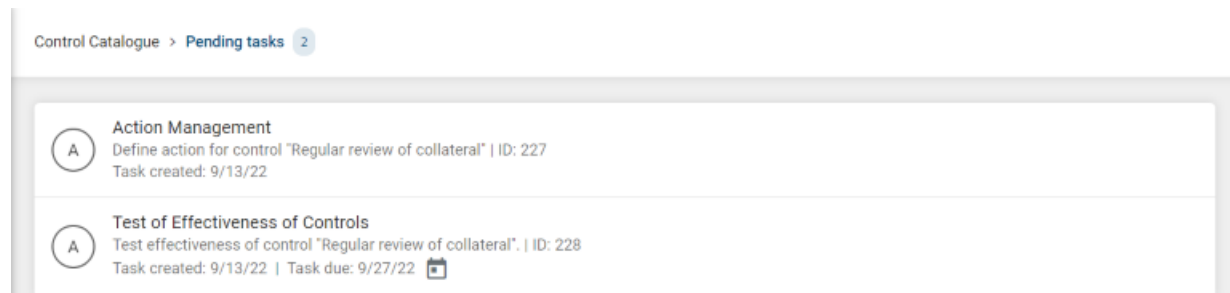 Control Catalogue > Pending tasks 2
A
Action Management
Define action for control "Regular review of collateral" | ID: 227
Task created: 9/13/22
A
Test of Effectiveness of Controls
Test effectiveness of control "Regular review of collateral". | ID: 228
Task created: 9/13/22 | Task due: 9/27/22